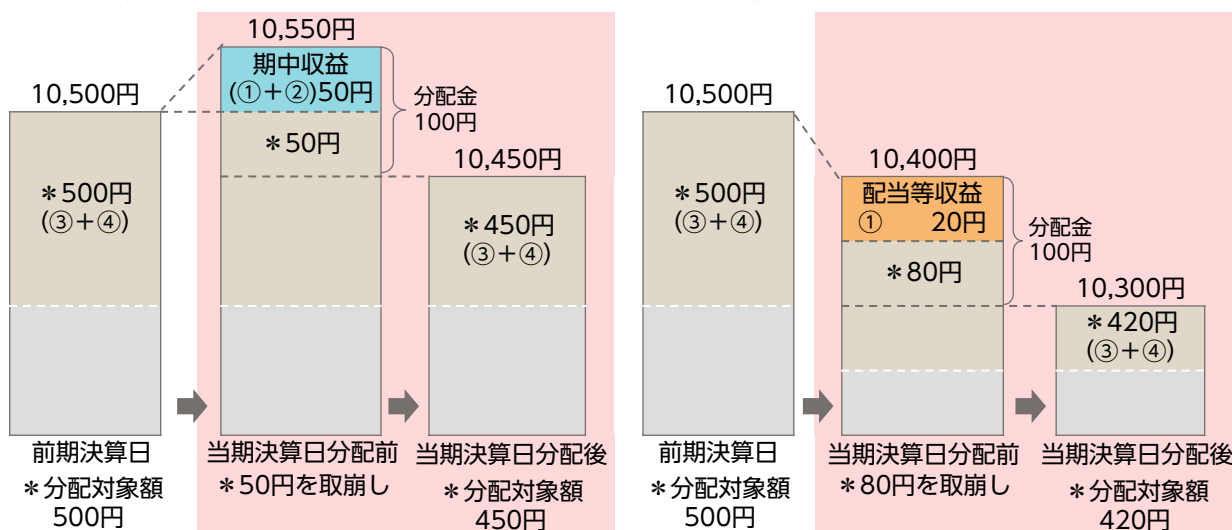 10,500円
＊500円
(③＋④)
前期決算日
＊分配対象額
500円
10,550円
期中収益
(①＋②)50円
＊50円
分配金
100円
当期決算日分配前
＊50円を取崩し
10,450円
＊450円
(③＋④)
当期決算日分配後
＊分配対象額
450円
10,500円
＊500円
(③＋④)
前期決算日
＊分配対象額
500円
10,400円
配当等収益
① 20円
＊80円
分配金
100円
当期決算日分配前
＊80円を取崩し
10,300円
＊420円
(③＋④)
当期決算日分配後
＊分配対象額
420円